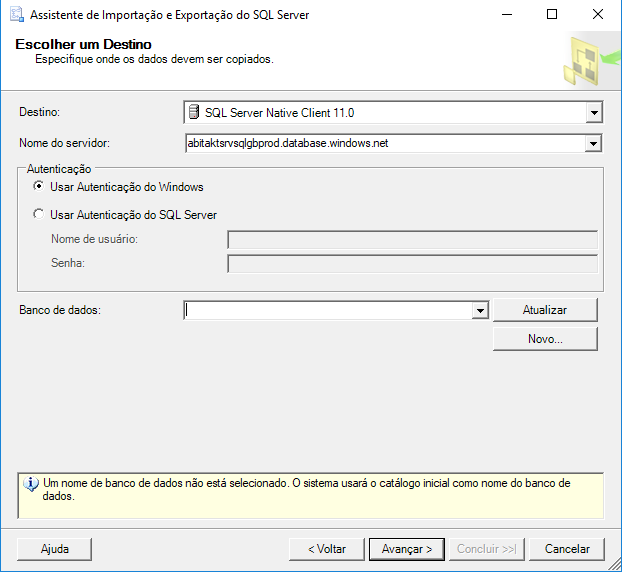 Assistente de Importação e Exportação do SQL Server
Escolher um Destino
Especifique onde os dados devem ser copiados.
Destino:
SQL Server Native Client 11.0
Nome do servidor:
abitaktsrvsqlgbprod.database.windows.net
Autenticação
Usar Autenticação do Windows
Usar Autenticação do SQL Server
Nome de usuário:
Senha:
Banco de dados:
Atualizar
Novo...
Um nome de banco de dados não está selecionado. O sistema usará o catálogo inicial como nome do banco de
dados.
Ajuda
< Voltar
Avançar >
Concluir >>|
Cancelar